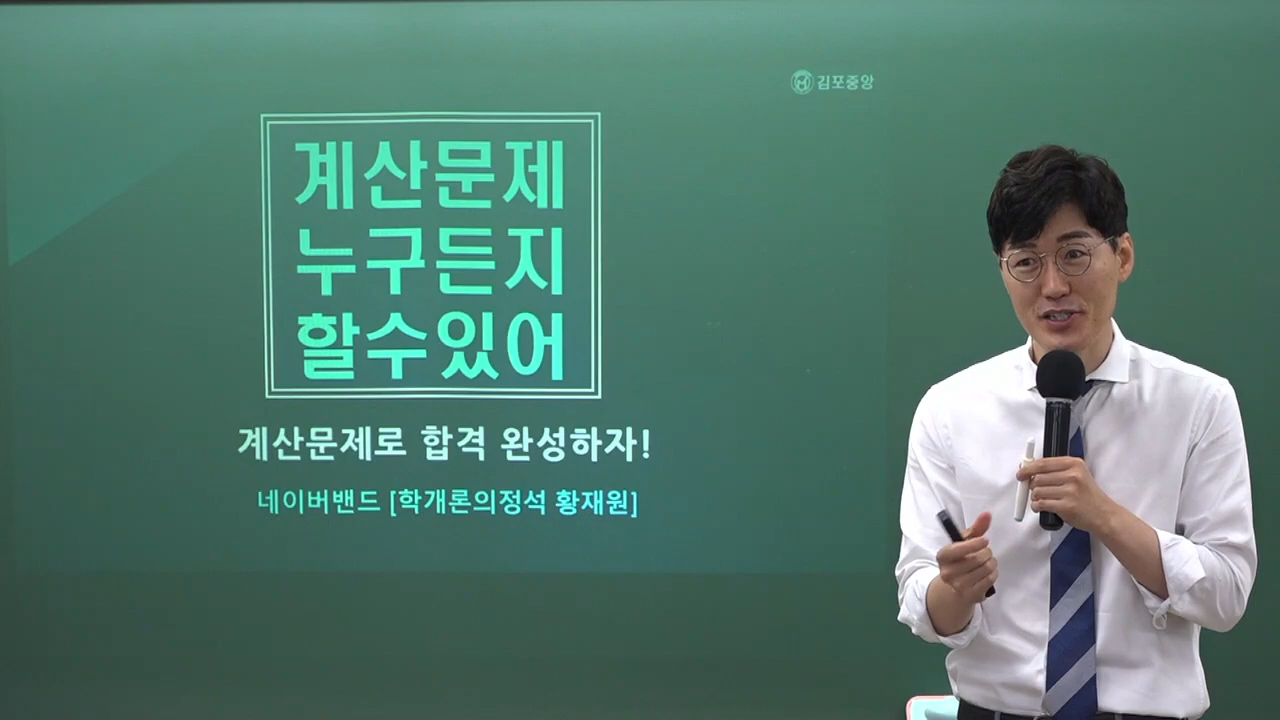 김포중앙
계산문제
누구든지
할수있어
계산문제로 합격 완성하자!
네이버밴드 [학개론의정석 황재원]